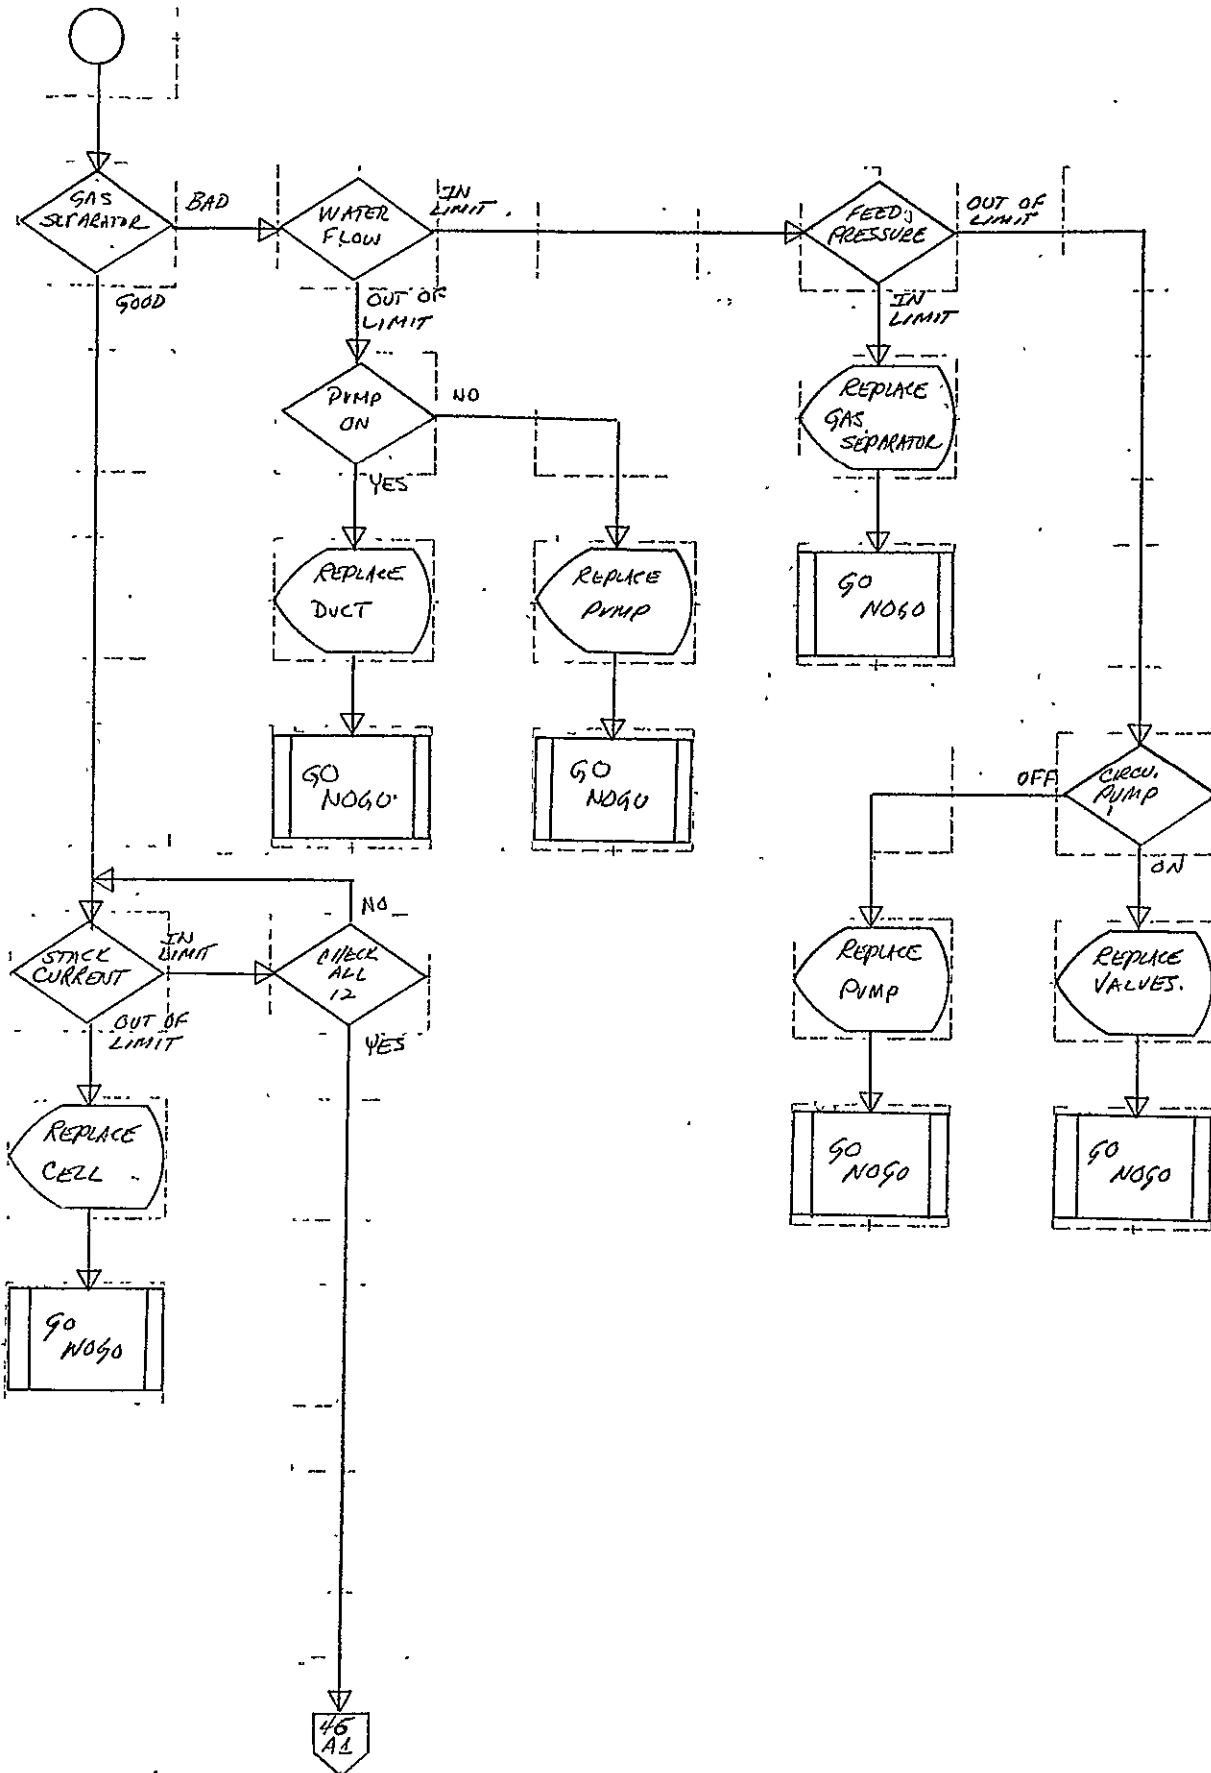 GAS
SEPARATOR
BAD
GOOD
WATER
FLOW
IN
LIMIT
OUT OF
LIMIT
FEED
PRESSURE
OUT OF
LIMIT
IN
LIMIT
PUMP
ON
NO
YES
REPLACE
GAS
SEPARATOR
REPLACE
DUCT
REPLACE
PUMP
GO
NOGO
GO
NOGO.
GO
NOGO
OFF
CIRCU.
PUMP
ON
NO
STACK
CURRENT
IN
LIMIT
OUT OF
LIMIT
CHECK
ALL
12
YES
REPLACE
PUMP
REPLACE
VALUES.
REPLACE
CELL
GO
NOGO
GO
NOGO
GO
NOGO
45
A1